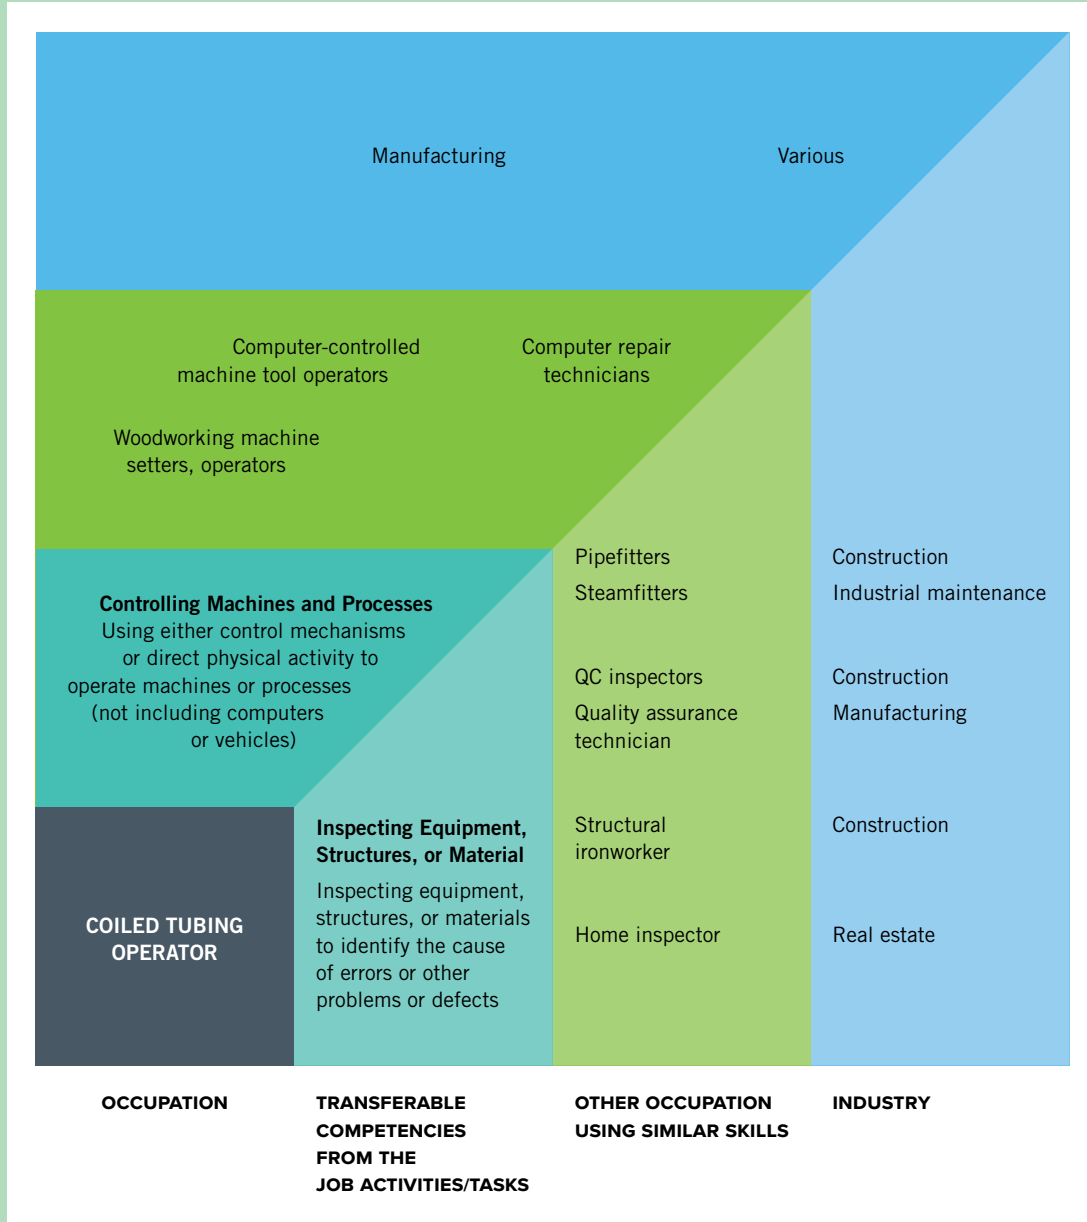 Manufacturing
Various
Computer-controlled
machine tool operators
Computer repair
technicians
Woodworking machine
setters, operators
Controlling Machines and Processes
Using either control mechanisms
or direct physical activity to
operate machines or processes
(not including computers
or vehicles)
Pipefitters
Construction
Steamfitters
Industrial maintenance
QC inspectors
Construction
Quality assurance
technician
Manufacturing
COILED TUBING
OPERATOR
Inspecting Equipment,
Structures, or Material
Inspecting equipment,
structures, or materials
to identify the cause
of errors or other
problems or defects
Structural
ironworker
Construction
Home inspector
Real estate
OCCUPATION
TRANSFERABLE
COMPETENCIES
FROM THE
JOB ACTIVITIES/TASKS
OTHER OCCUPATION
USING SIMILAR SKILLS
INDUSTRY